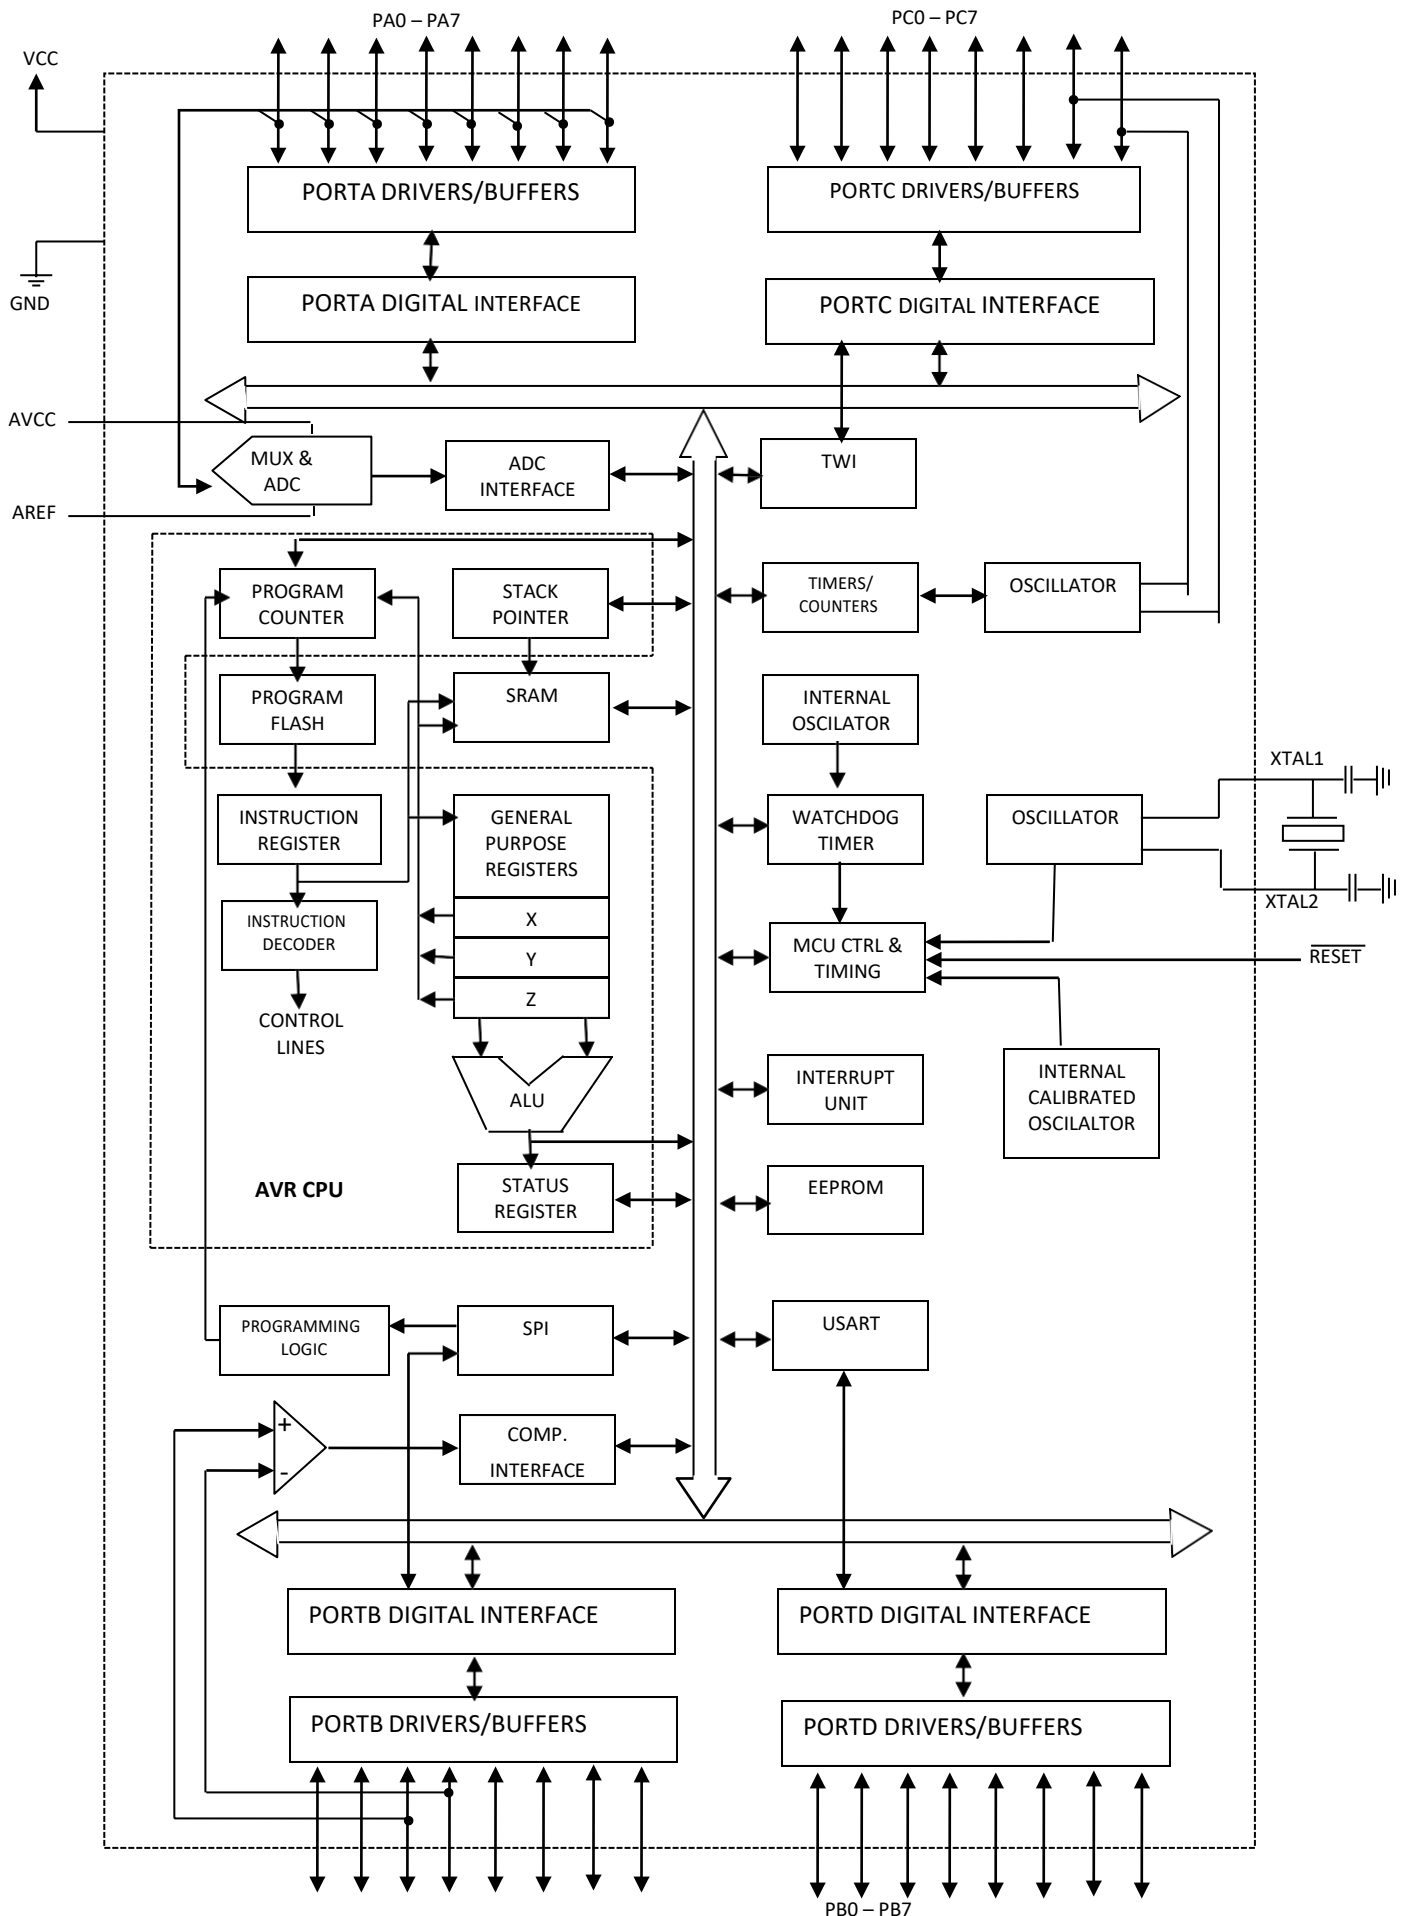 PA0 – PA7
PC0 – PC7
VCC
PORTA DRIVERS/BUFFERS
PORTC DRIVERS/BUFFERS
GND
PORTA DIGITAL INTERFACE
PORTC DIGITAL INTERFACE
AVCC
MUX &
ADC
ADC
INTERFACE
TWI
AREF
PROGRAM
COUNTER
STACK
POINTER
TIMERS/
COUNTERS
OSCILLATOR
PROGRAM
FLASH
SRAM
INTERNAL
OSCILATOR
XTAL1
INSTRUCTION
REGISTER
GENERAL
PURPOSE
REGISTERS
WATCHDOG
TIMER
OSCILLATOR
XTAL2
INSTRUCTION
DECODER
X
Y
Z
MCU CTRL &
TIMING
RESET
CONTROL
LINES
ALU
INTERRUPT
UNIT
INTERNAL
CALIBRATED
OSCILALTOR
AVR CPU
STATUS
REGISTER
EEPROM
PROGRAMMING
LOGIC
SPI
USART
+
-
COMP.
INTERFACE
PORTB DIGITAL INTERFACE
PORTD DIGITAL INTERFACE
PORTB DRIVERS/BUFFERS
PORTD DRIVERS/BUFFERS
PB0 – PB7